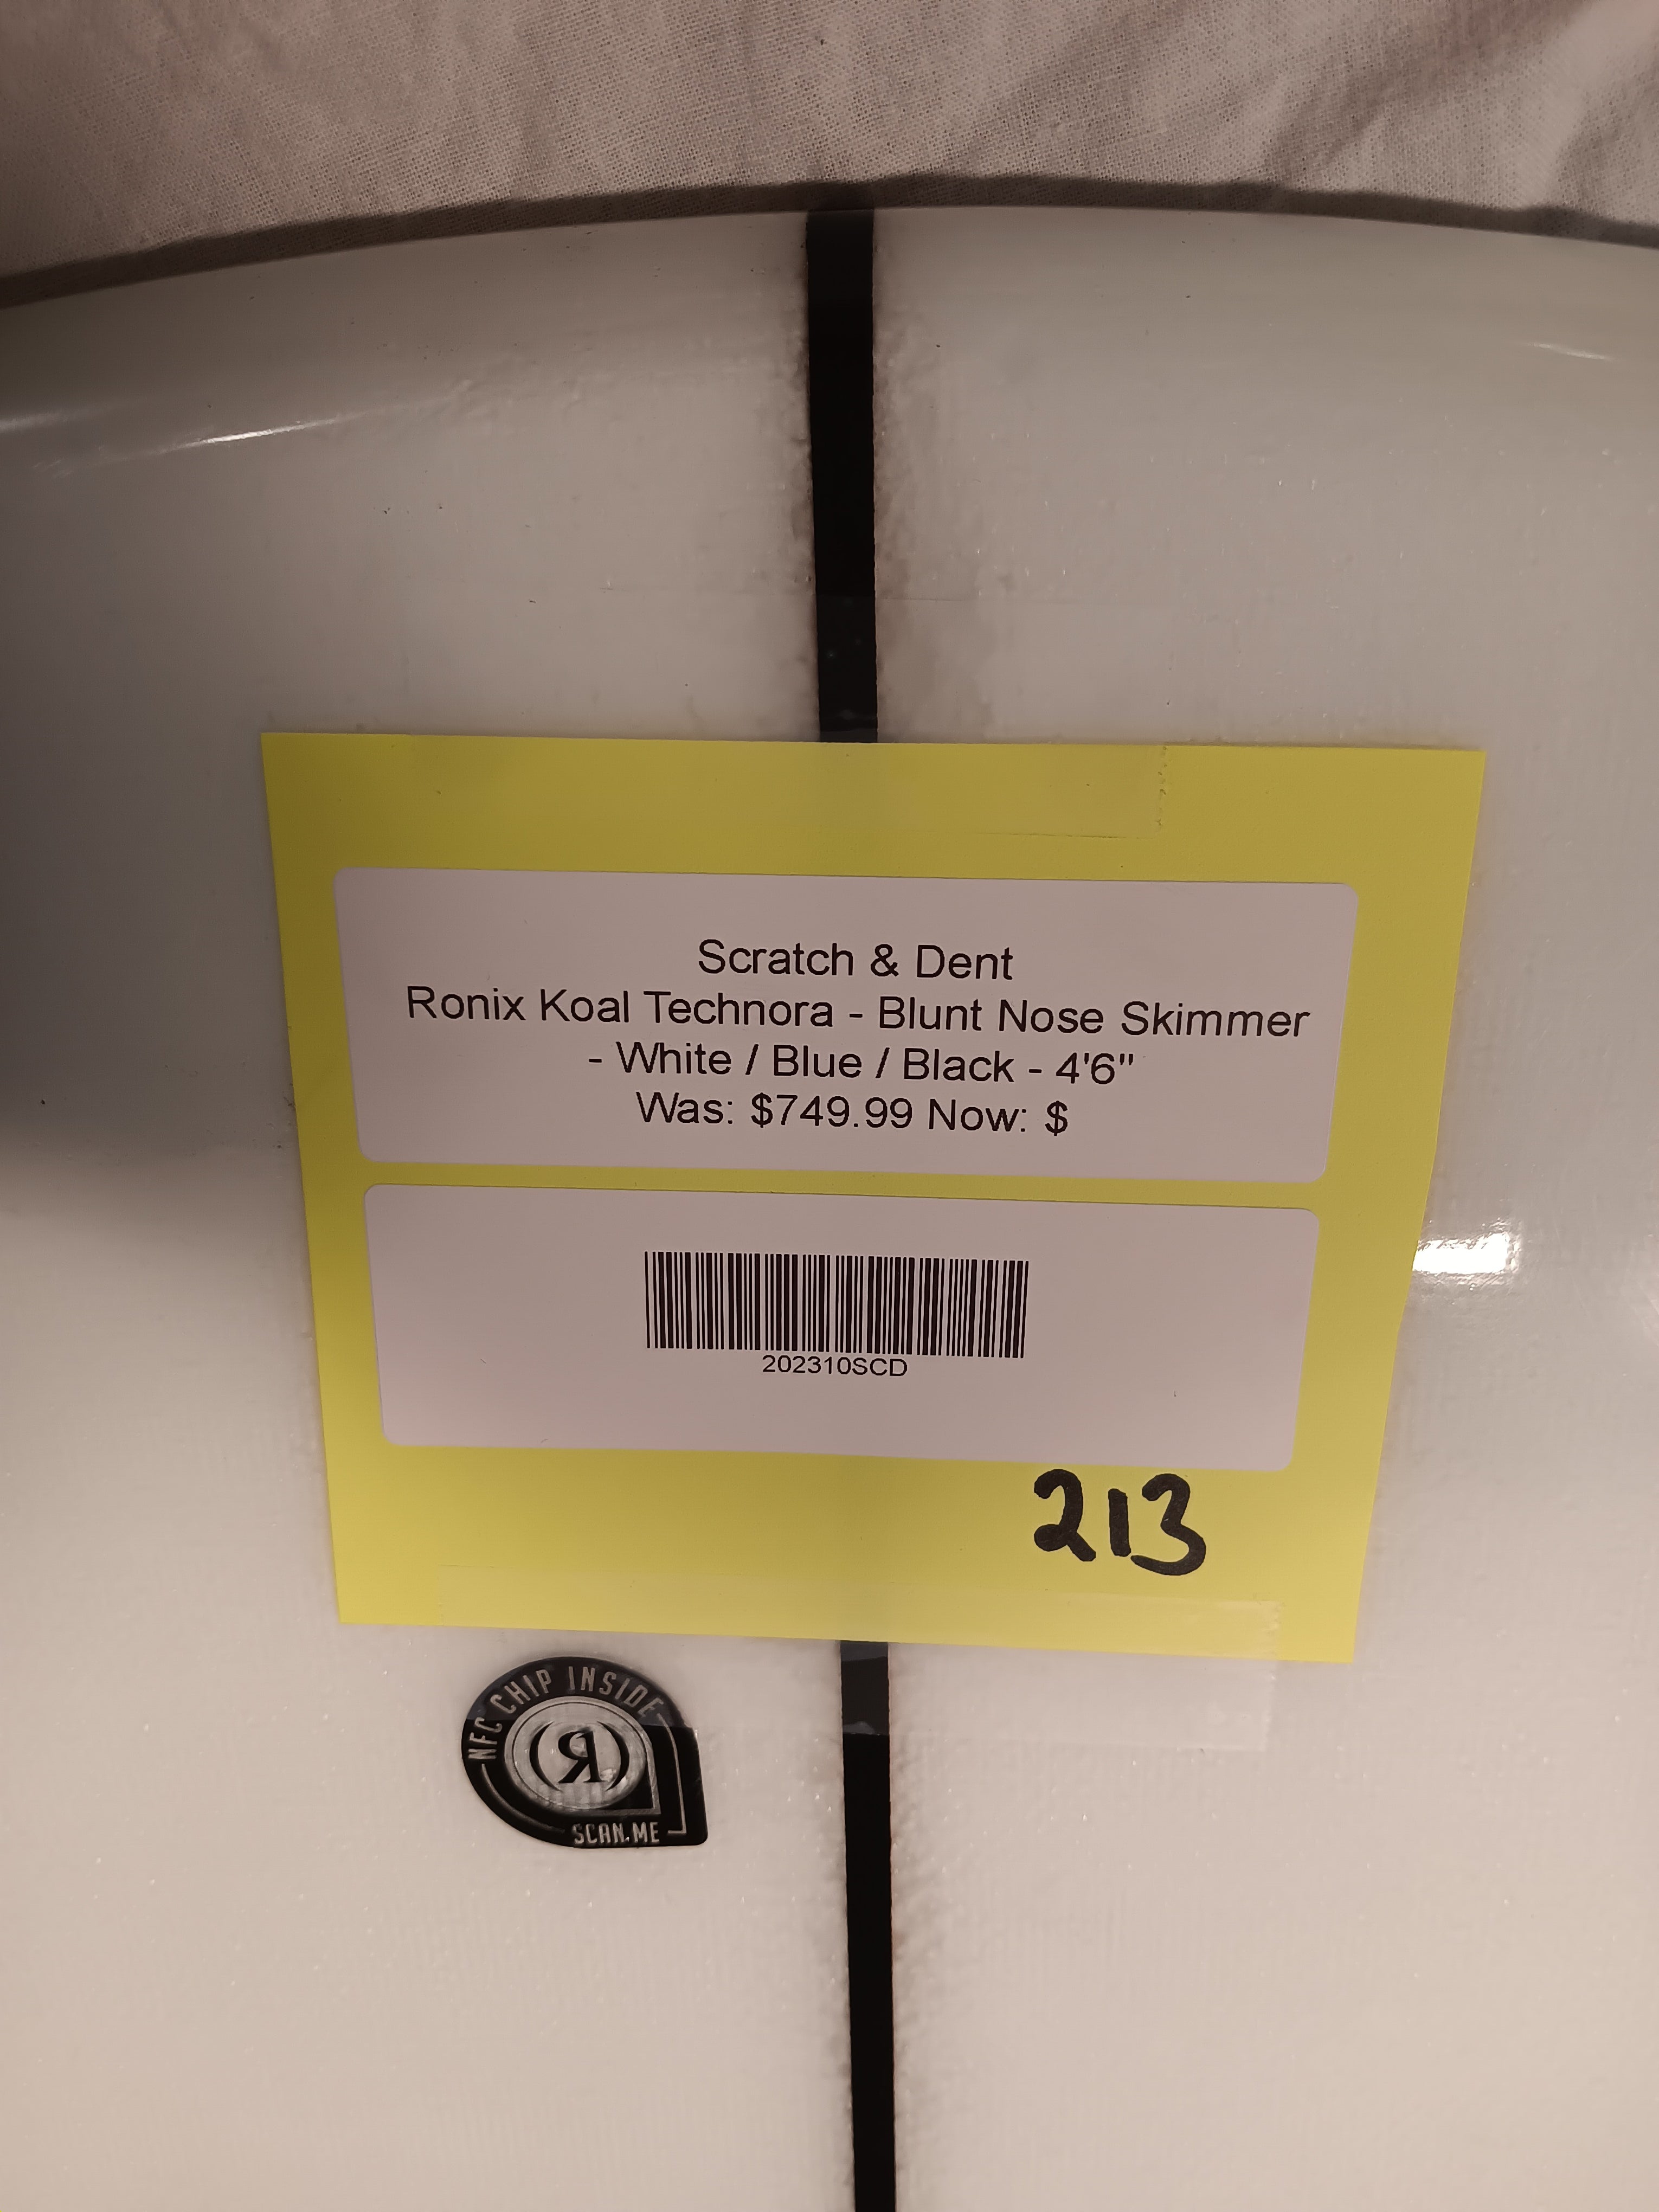 Scratch & Dent
Ronix Koal Technora - Blunt Nose Skimmer
- White / Blue / Black - 4'6"
Was: $749.99 Now: $
202310SCD
213
NFC CHIP INSIDE
(R)
SCAN.ME